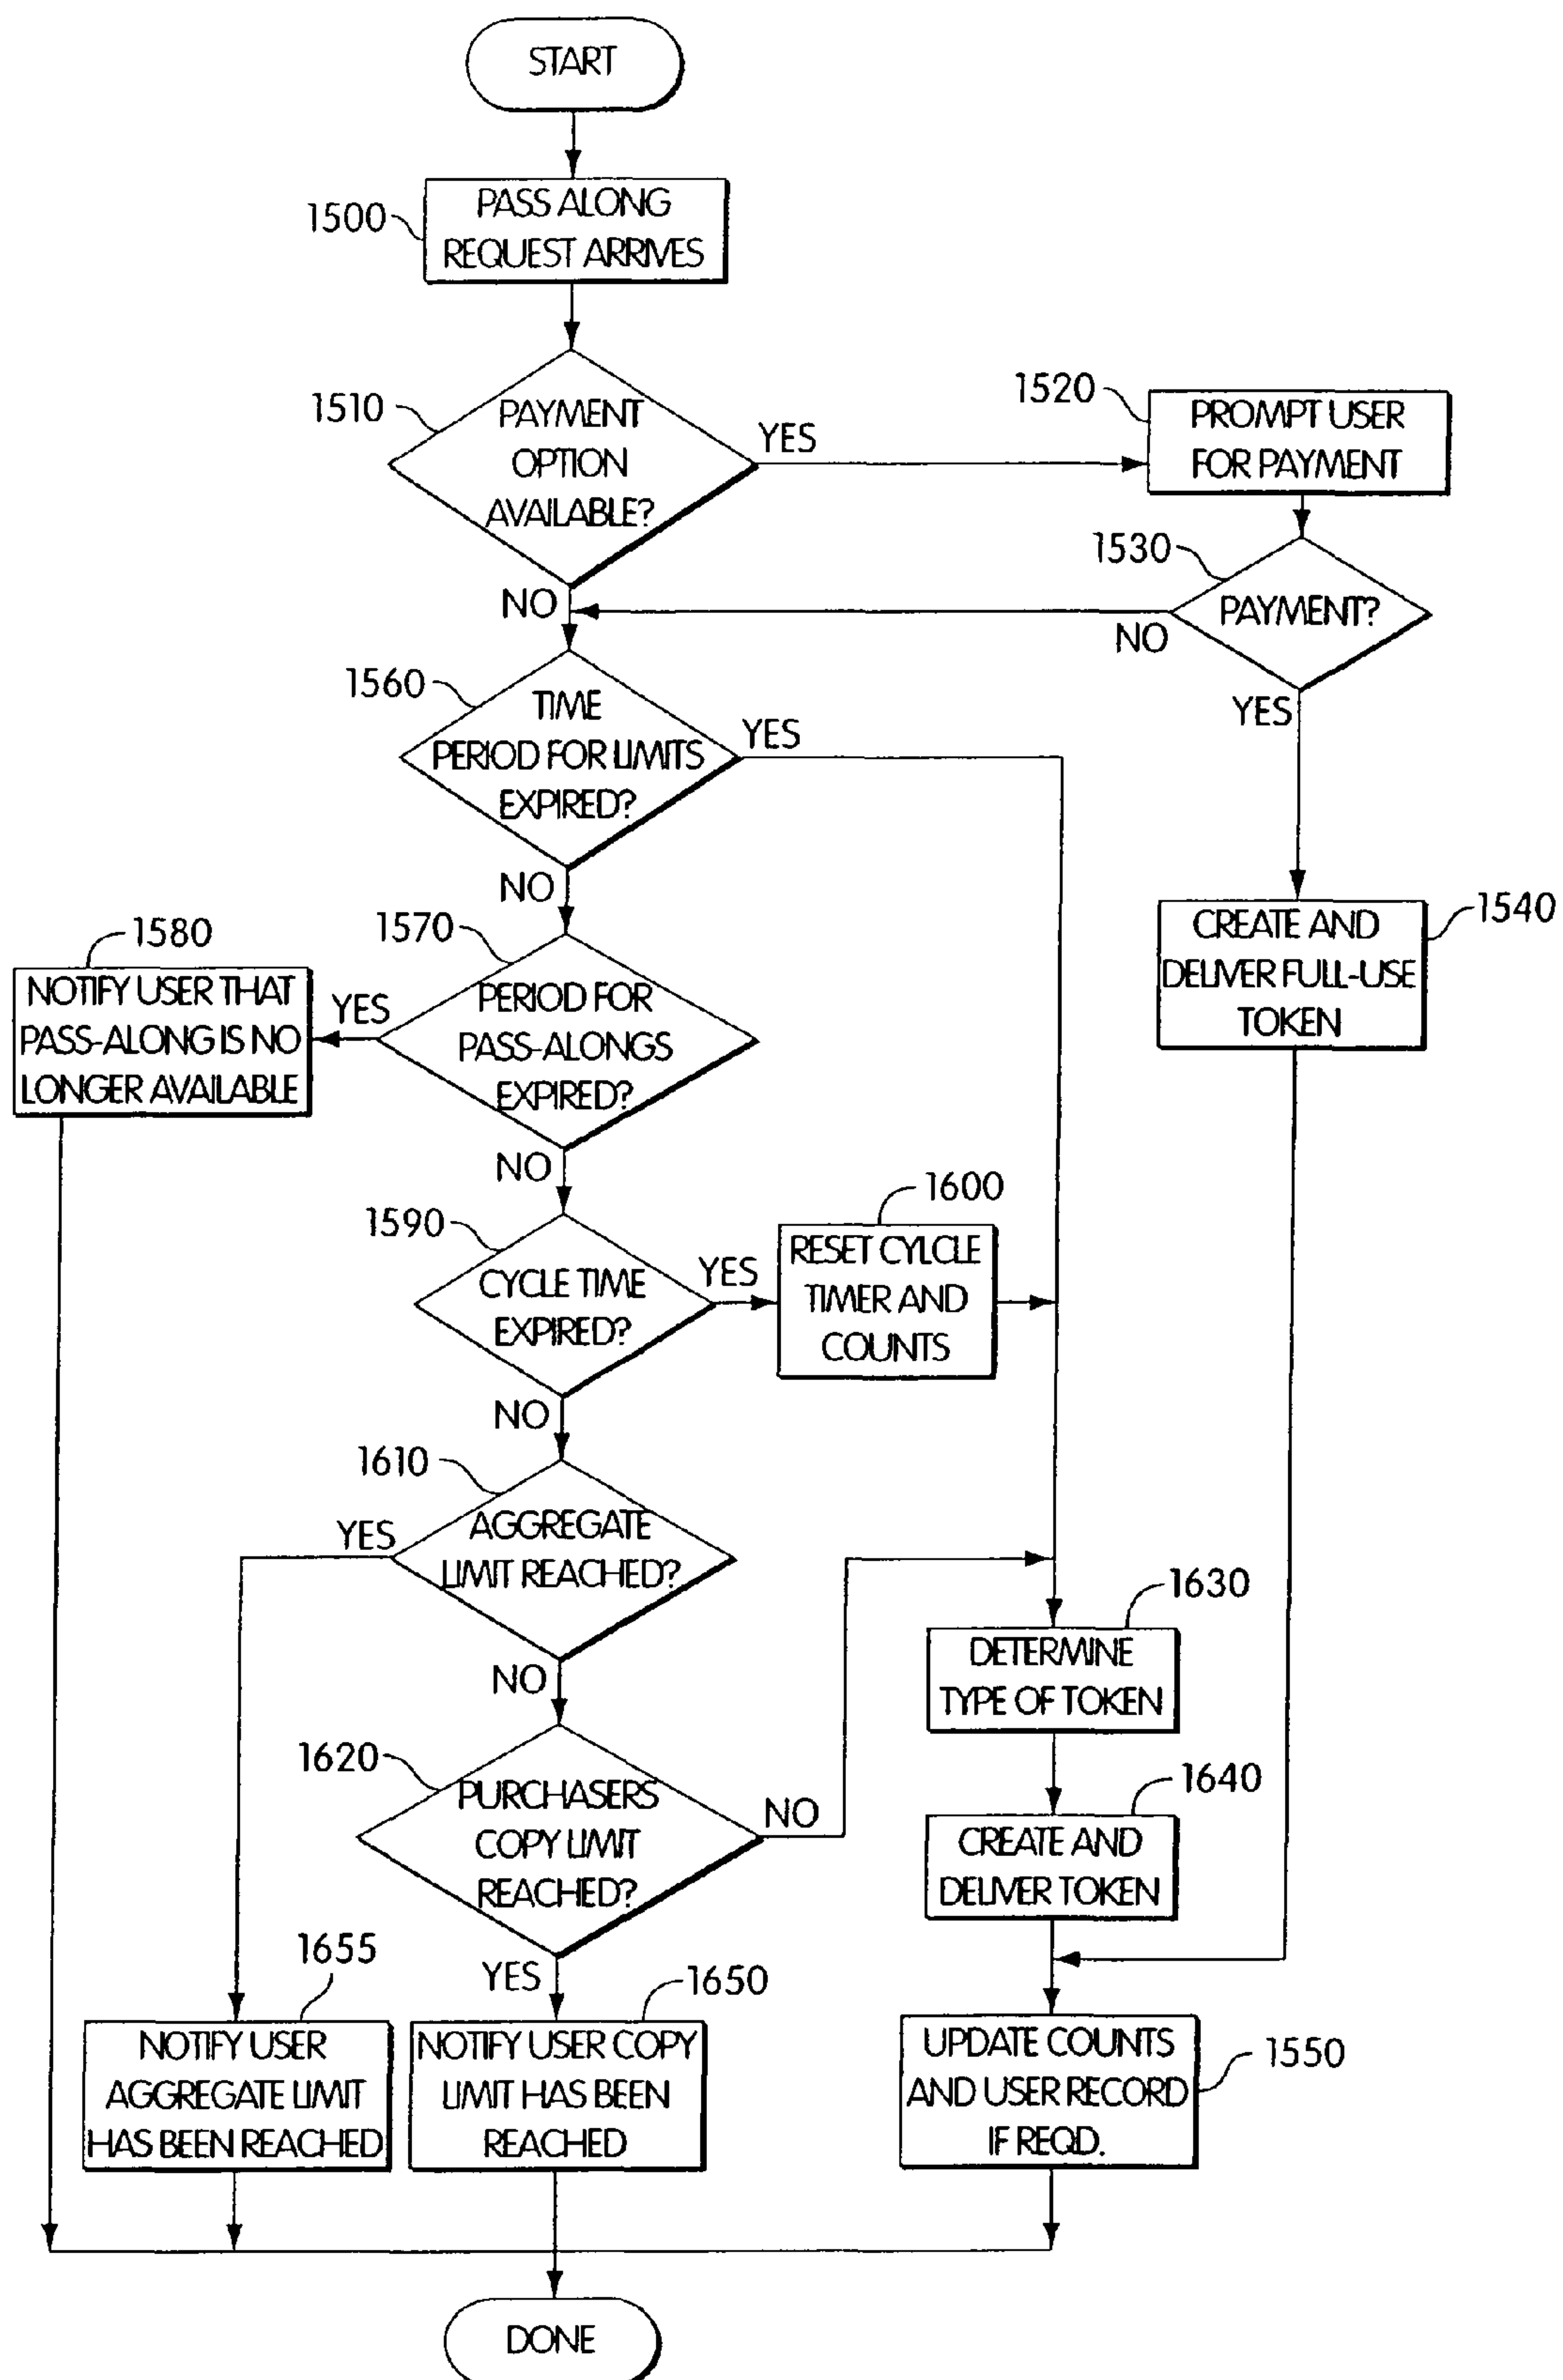 START
1500
PASS ALONG
REQUEST ARRIVES
1510
PAYMENT
OPTION
AVAILABLE?
YES
NO
1520
PROMPT USER
FOR PAYMENT
1530
PAYMENT?
NO
YES
1560
TIME
PERIOD FOR LIMITS
EXPIRED?
YES
NO
1540
CREATE AND
DELIVER FULL-USE
TOKEN
1570
PERIOD FOR
PASS-ALONGS
EXPIRED?
YES
NO
1580
NOTIFY USER THAT
PASS-ALONG IS NO
LONGER AVAILABLE
1590
CYCLE TIME
EXPIRED?
YES
NO
1600
RESET CYLCLE
TIMER AND
COUNTS
1610
AGGREGATE
LIMIT REACHED?
YES
NO
1620
PURCHASERS
COPY LIMIT
REACHED?
NO
YES
1630
DETERMINE
TYPE OF TOKEN
1640
CREATE AND
DELIVER TOKEN
1655
NOTIFY USER
AGGREGATE LIMIT
HAS BEEN REACHED
1650
NOTIFY USER COPY
LIMIT HAS BEEN
REACHED
1550
UPDATE COUNTS
AND USER RECORD
IF REQD.
DONE